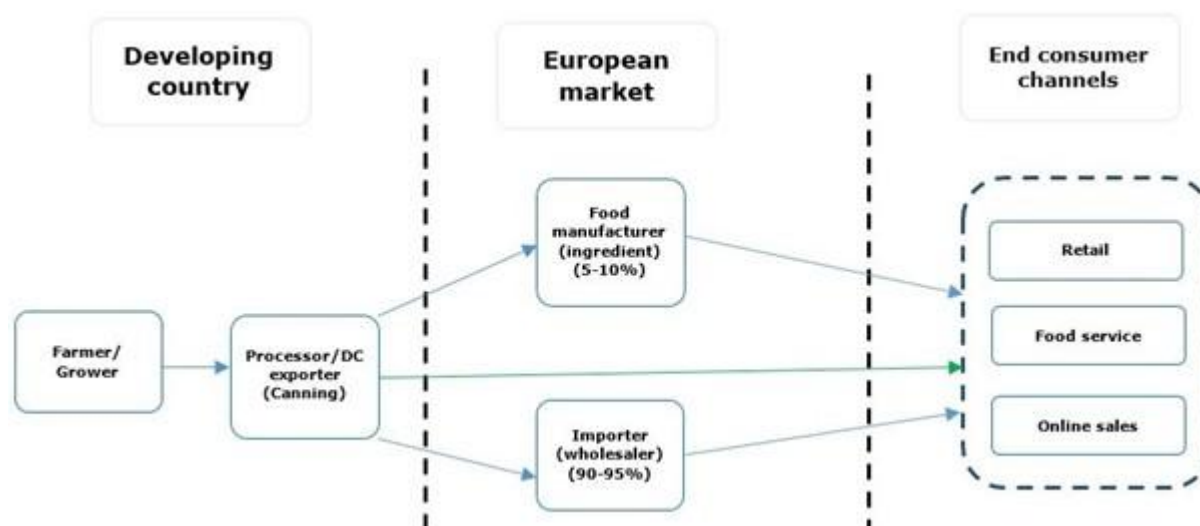 Developing
country
European
market
End consumer
channels
Food
manufacturer
(ingredient)
(5-10%)
Retail
Farmer/
Grower
Processor/DC
exporter
(Canning)
Food service
Importer
(wholesaler)
(90-95%)
Online sales